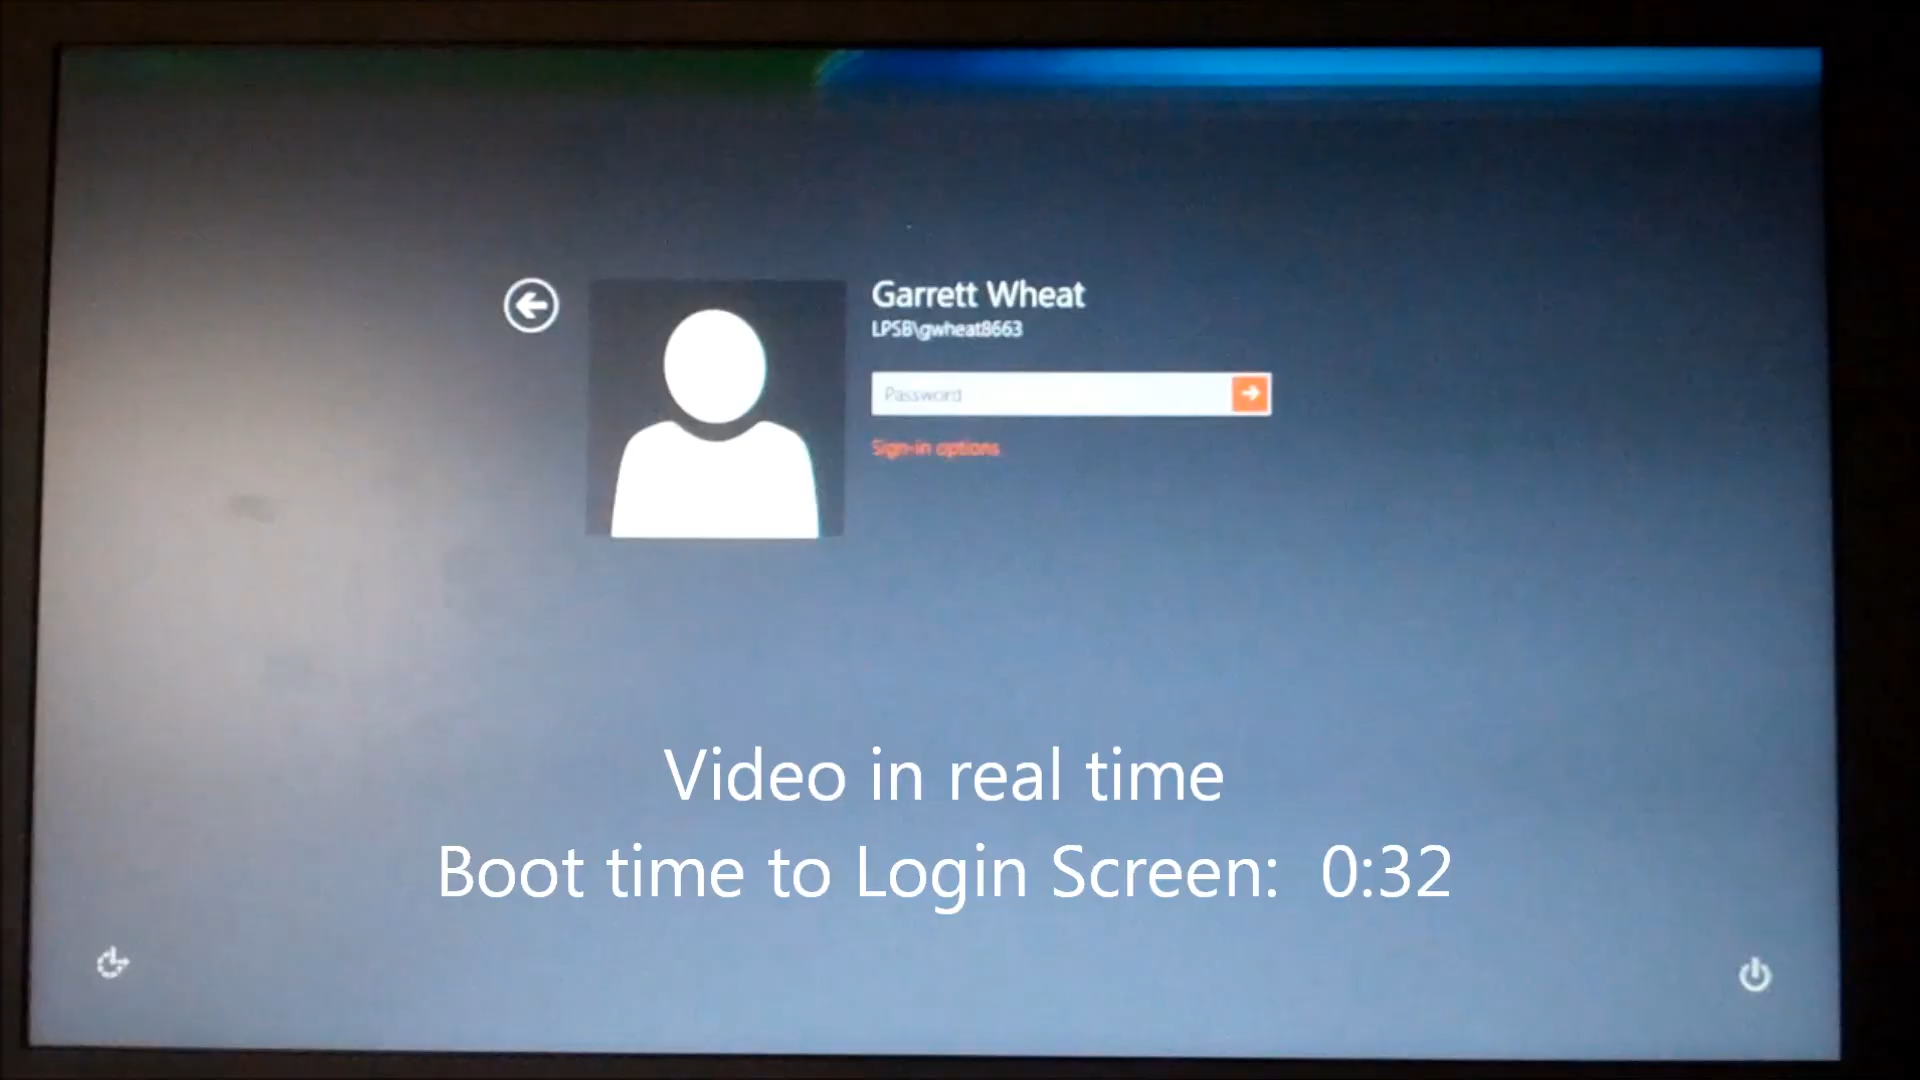 Garrett Wheat
LPSB\gwheat8663
Password
Sign-in options
Video in real time
Boot time to Login Screen: 0:32